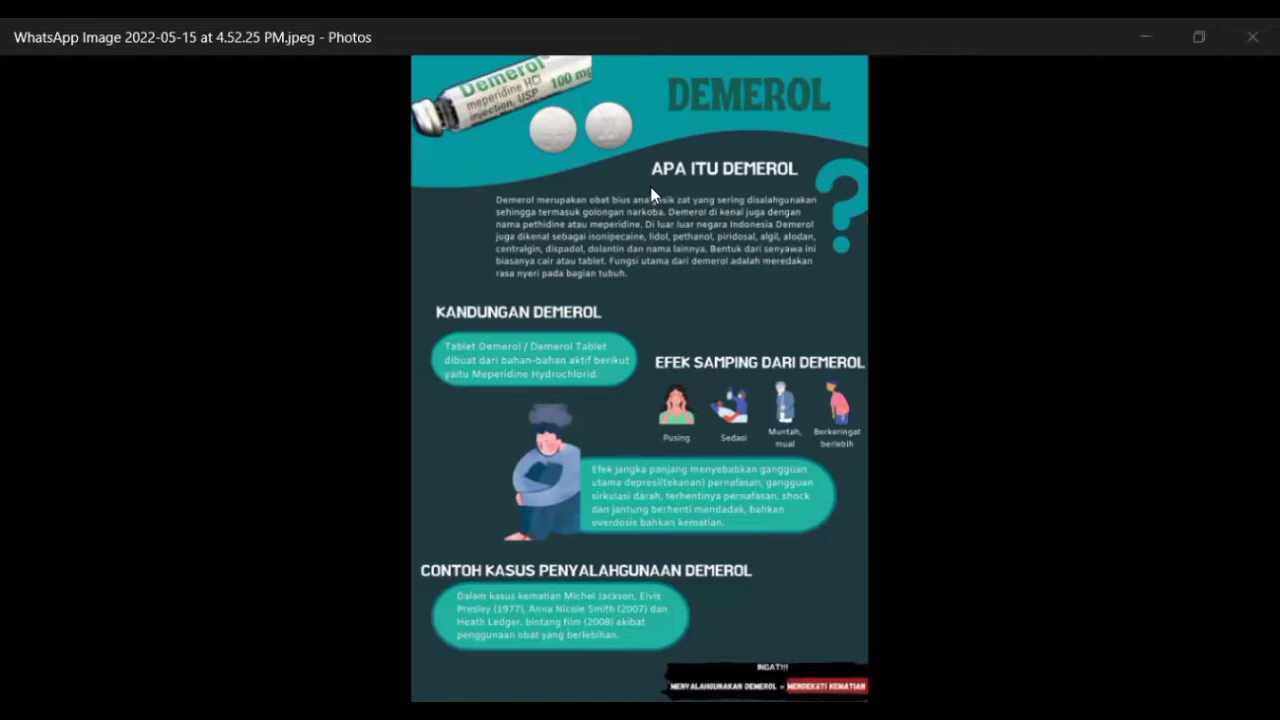 WhatsApp Image 2022-05-15 at 4.52.25 PM.jpeg - Photos
Demerol
meperidine HCl
injection, USP
100 mg
DEMEROL
APA ITU DEMEROL
?
Demerol merupakan obat bius analgesik zat yang sering disalahgunakan
sehingga termasuk golongan narkoba. Demerol di kenal juga dengan
nama pethidine atau meperidine. Di luar luar negara Indonesia Demerol
juga dikenal sebagai isonipecaine, lidol, pethanol, piridosal, algil, alodan,
centralgin, dispadol, dolantin dan nama lainnya. Bentuk dari senyawa ini
biasanya cair atau tablet. Fungsi utama dari demerol adalah meredakan
rasa nyeri pada bagian tubuh.
KANDUNGAN DEMEROL
Tablet Demerol / Demerol Tablet
dibuat dari bahan-bahan aktif berikut
yaitu Meperidine Hydrochlorid.
EFEK SAMPING DARI DEMEROL
Pusing
Sedasi
Muntah,
mual
Berkeringat
berlebih
Efek jangka panjang menyebabkan gangguan
utama depresi(tekanan) pernafasan, gangguan
sirkulasi darah, terhentinya pernafasan, shock
dan jantung berhenti mendadak, bahkan
overdosis bahkan kematian.
CONTOH KASUS PENYALAHGUNAAN DEMEROL
Dalam kasus kematian Michel Jackson, Elvis
Presley (1977), Anna Nicole Smith (2007) dan
Heath Ledger, bintang film (2008) akibat
penggunaan obat yang berlebihan.
INGAT!!!
MENYALAHGUNAKAN DEMEROL = MENDEKATI KEMATIAN